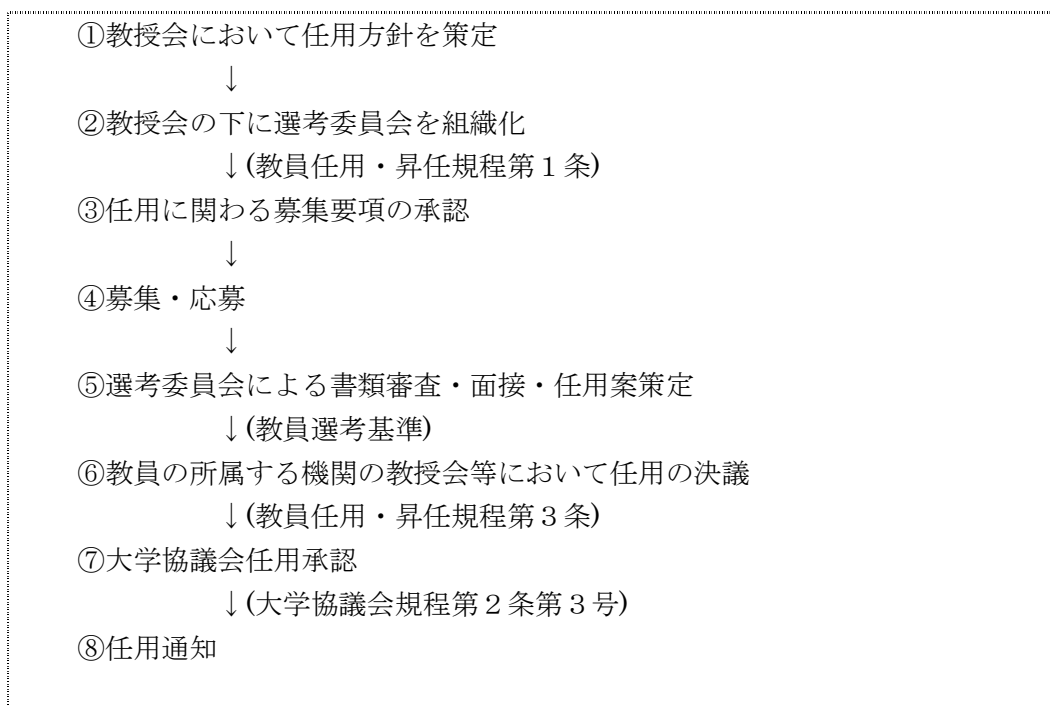 ①教授会において任用方針を策定
↓
②教授会の下に選考委員会を組織化
↓(教員任用・昇任規程第１条)
③任用に関わる募集要項の承認
↓
④募集・応募
↓
⑤選考委員会による書類審査・面接・任用案策定
↓(教員選考基準)
⑥教員の所属する機関の教授会等において任用の決議
↓(教員任用・昇任規程第３条)
⑦大学協議会任用承認
↓(大学協議会規程第２条第３号)
⑧任用通知